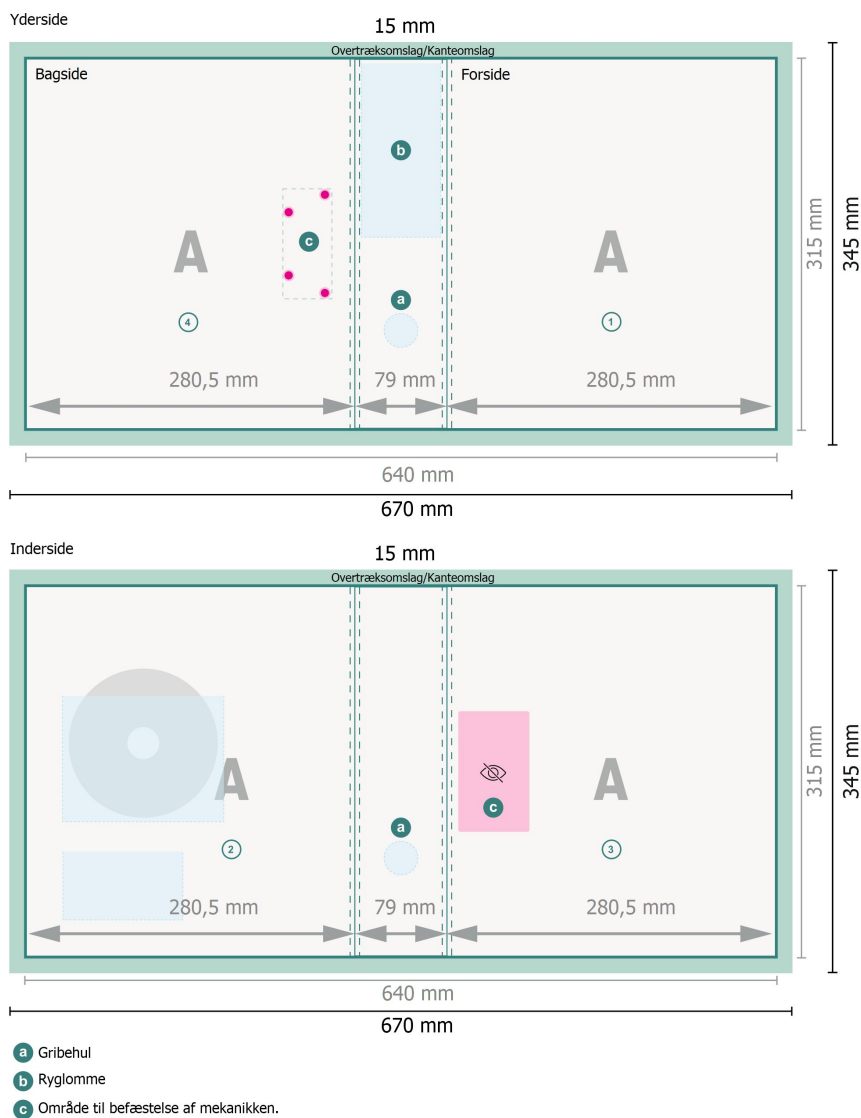 Yderside
15 mm
Overtræksomslag/Kanteomslag
Bagside
Forside
b
c
A
A
a
4
1
280,5 mm
79 mm
280,5 mm
315 mm
345 mm
640 mm
670 mm
Inderside
15 mm
Overtræksomslag/Kanteomslag
A
c
A
a
2
3
280,5 mm
79 mm
280,5 mm
315 mm
345 mm
640 mm
670 mm
a Gribehul
b Ryglomme
c Område til befæstelse af mekanikken.